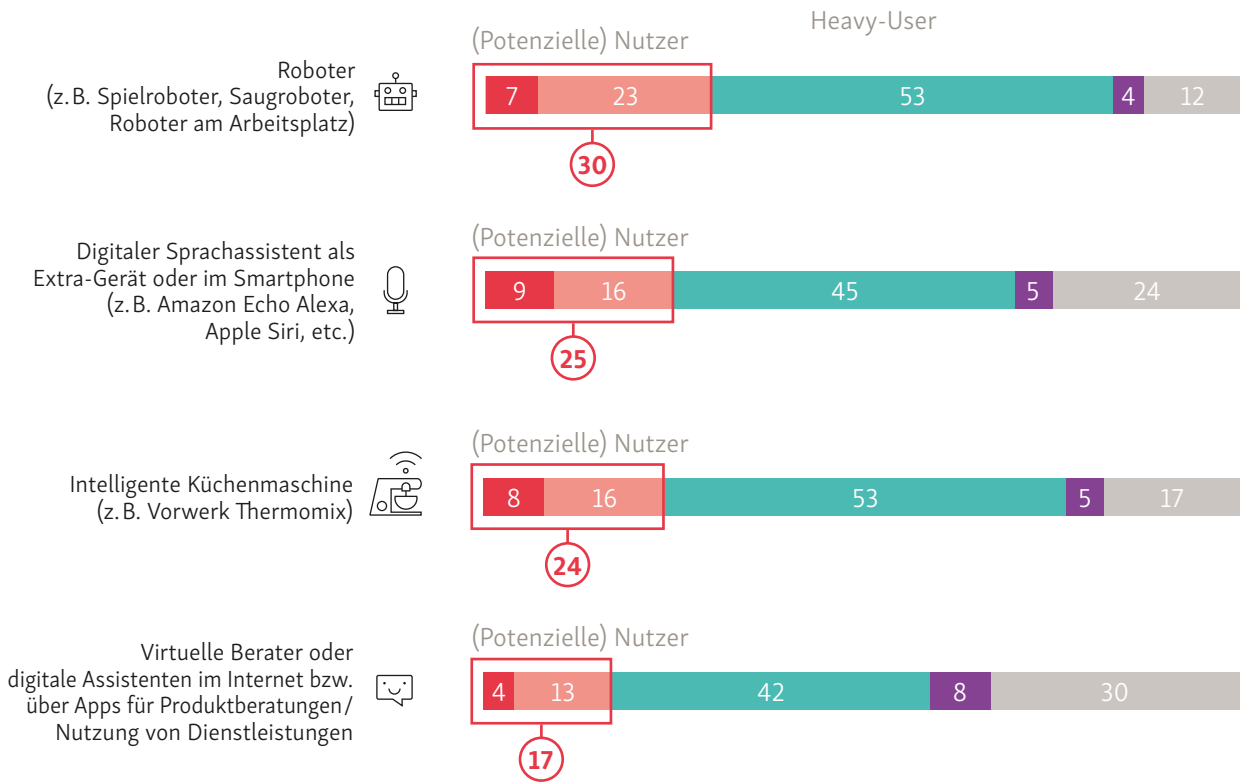 Heavy-User
(Potenzielle) Nutzer
Roboter
(z. B. Spielroboter, Saugroboter,
Roboter am Arbeitsplatz)
7 23 53 4 12
30
(Potenzielle) Nutzer
Digitaler Sprachassistent als
Extra-Gerät oder im Smartphone
(z. B. Amazon Echo Alexa,
Apple Siri, etc.)
9 16 45 5 24
25
(Potenzielle) Nutzer
Intelligente Küchenmaschine
(z. B. Vorwerk Thermomix)
8 16 53 5 17
24
(Potenzielle) Nutzer
Virtuelle Berater oder
digitale Assistenten im Internet bzw.
über Apps für Produktberatungen/
Nutzung von Dienstleistungen
4 13 42 8 30
17